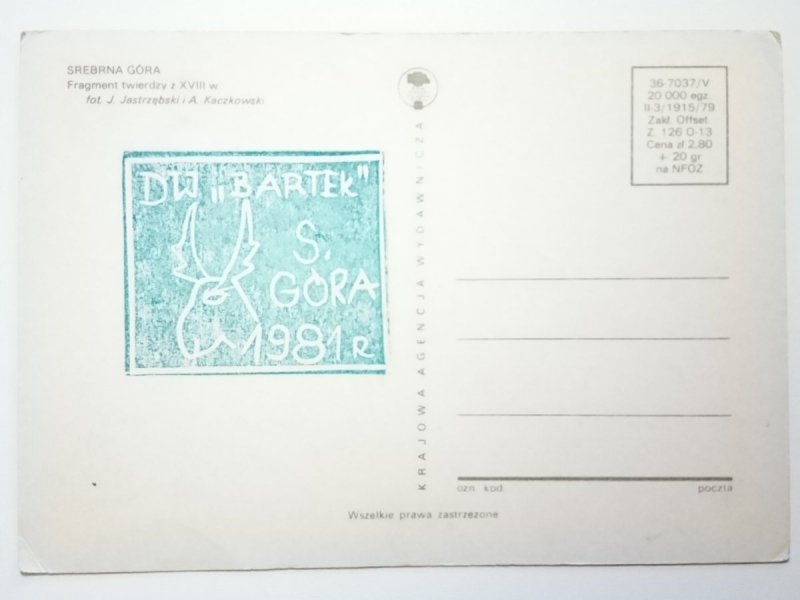 SREBRNA GÓRA
Fragment twierdzy z XVIII w
fot. J. Jastrzębski i A. Kaczkowski
DW „BARTEK"
S.
GÓRA
1981 R
KRAJOWA AGENCJA WYDAWNICZA
36-7037/V
20 000 egz
II-3/1915/79
Zakł. Offset.
Z. 126 O-13
Cena zł 2,80
+ 20 gr
na NFOZ
ozn. kod. poczta
Wszelkie prawa zastrzeżone